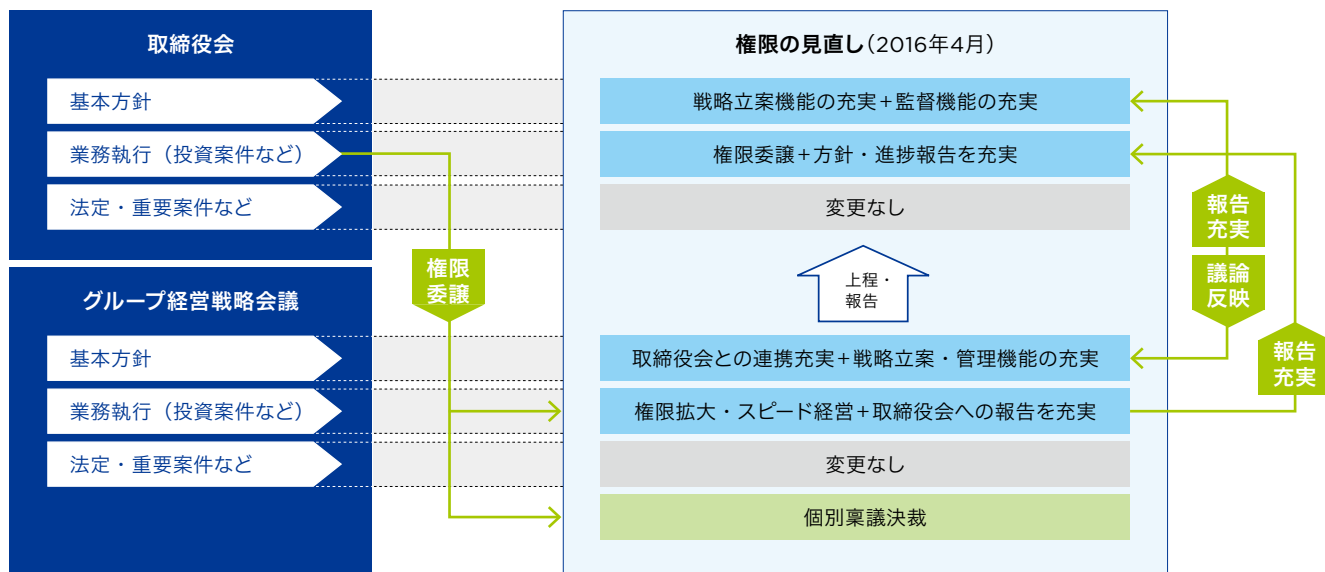 取締役会
基本方針
業務執行（投資案件など）
法定・重要案件など
グループ経営戦略会議
基本方針
業務執行（投資案件など）
法定・重要案件など
権限
委譲
権限の見直し（2016年4月）
戦略立案機能の充実＋監督機能の充実
権限委譲＋方針・進捗報告を充実
変更なし
上程・
報告
取締役会との連携充実＋戦略立案・管理機能の充実
権限拡大・スピード経営＋取締役会への報告を充実
変更なし
個別稟議決裁
報告
充実
議論
反映
報告
充実